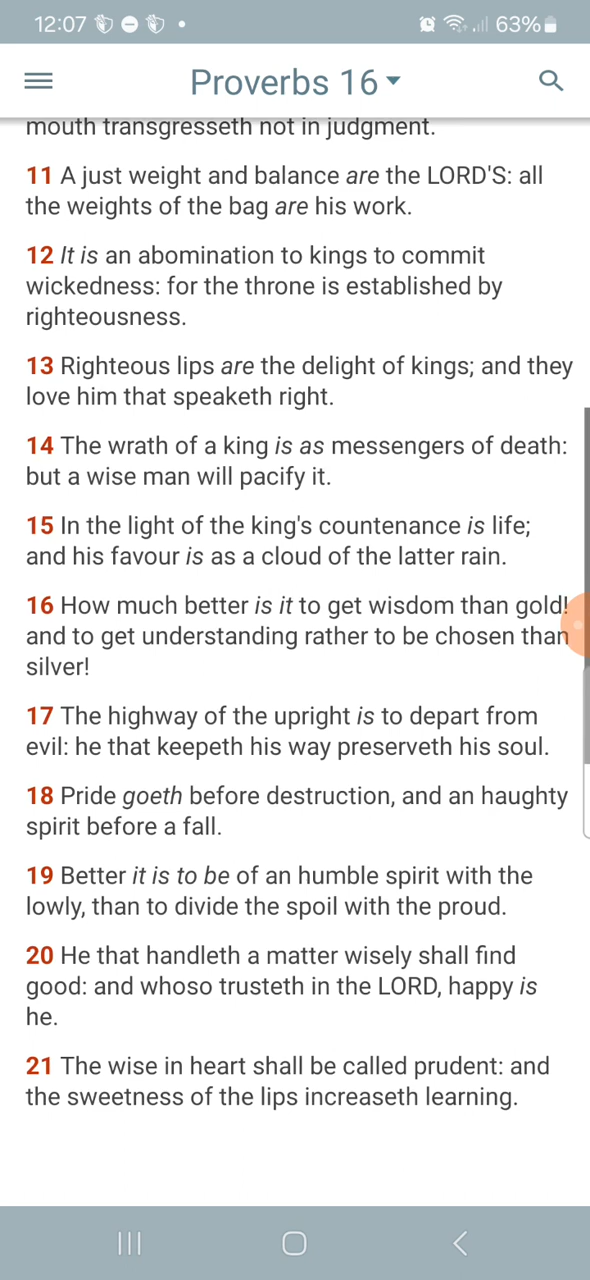 12:07
63%
Proverbs 16
mouth transgresseth not in judgment.
11 A just weight and balance are the LORD'S: all
the weights of the bag are his work.
12 It is an abomination to kings to commit
wickedness: for the throne is established by
righteousness.
13 Righteous lips are the delight of kings; and they
love him that speaketh right.
14 The wrath of a king is as messengers of death:
but a wise man will pacify it.
15 In the light of the king's countenance is life;
and his favour is as a cloud of the latter rain.
16 How much better is it to get wisdom than gold!
and to get understanding rather to be chosen than
silver!
17 The highway of the upright is to depart from
evil: he that keepeth his way preserveth his soul.
18 Pride goeth before destruction, and an haughty
spirit before a fall.
19 Better it is to be of an humble spirit with the
lowly, than to divide the spoil with the proud.
20 He that handleth a matter wisely shall find
good: and whoso trusteth in the LORD, happy is
he.
21 The wise in heart shall be called prudent: and
the sweetness of the lips increaseth learning.